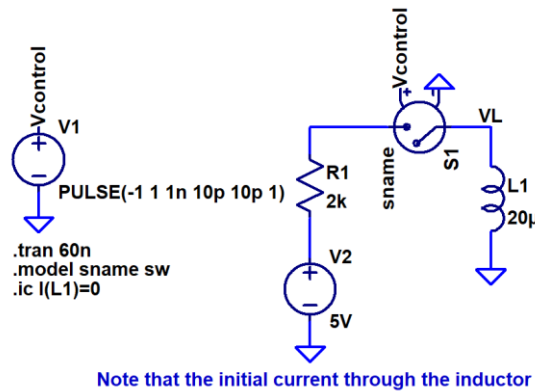 Vcontrol
V1
PULSE(-1 1 1n 10p 10p 1)
.tran 60n
.model sname sw
.ic I(L1)=0
Vcontrol
sname
S1
VL
R1
2k
L1
20µ
V2
5V
Note that the initial current through the inductor